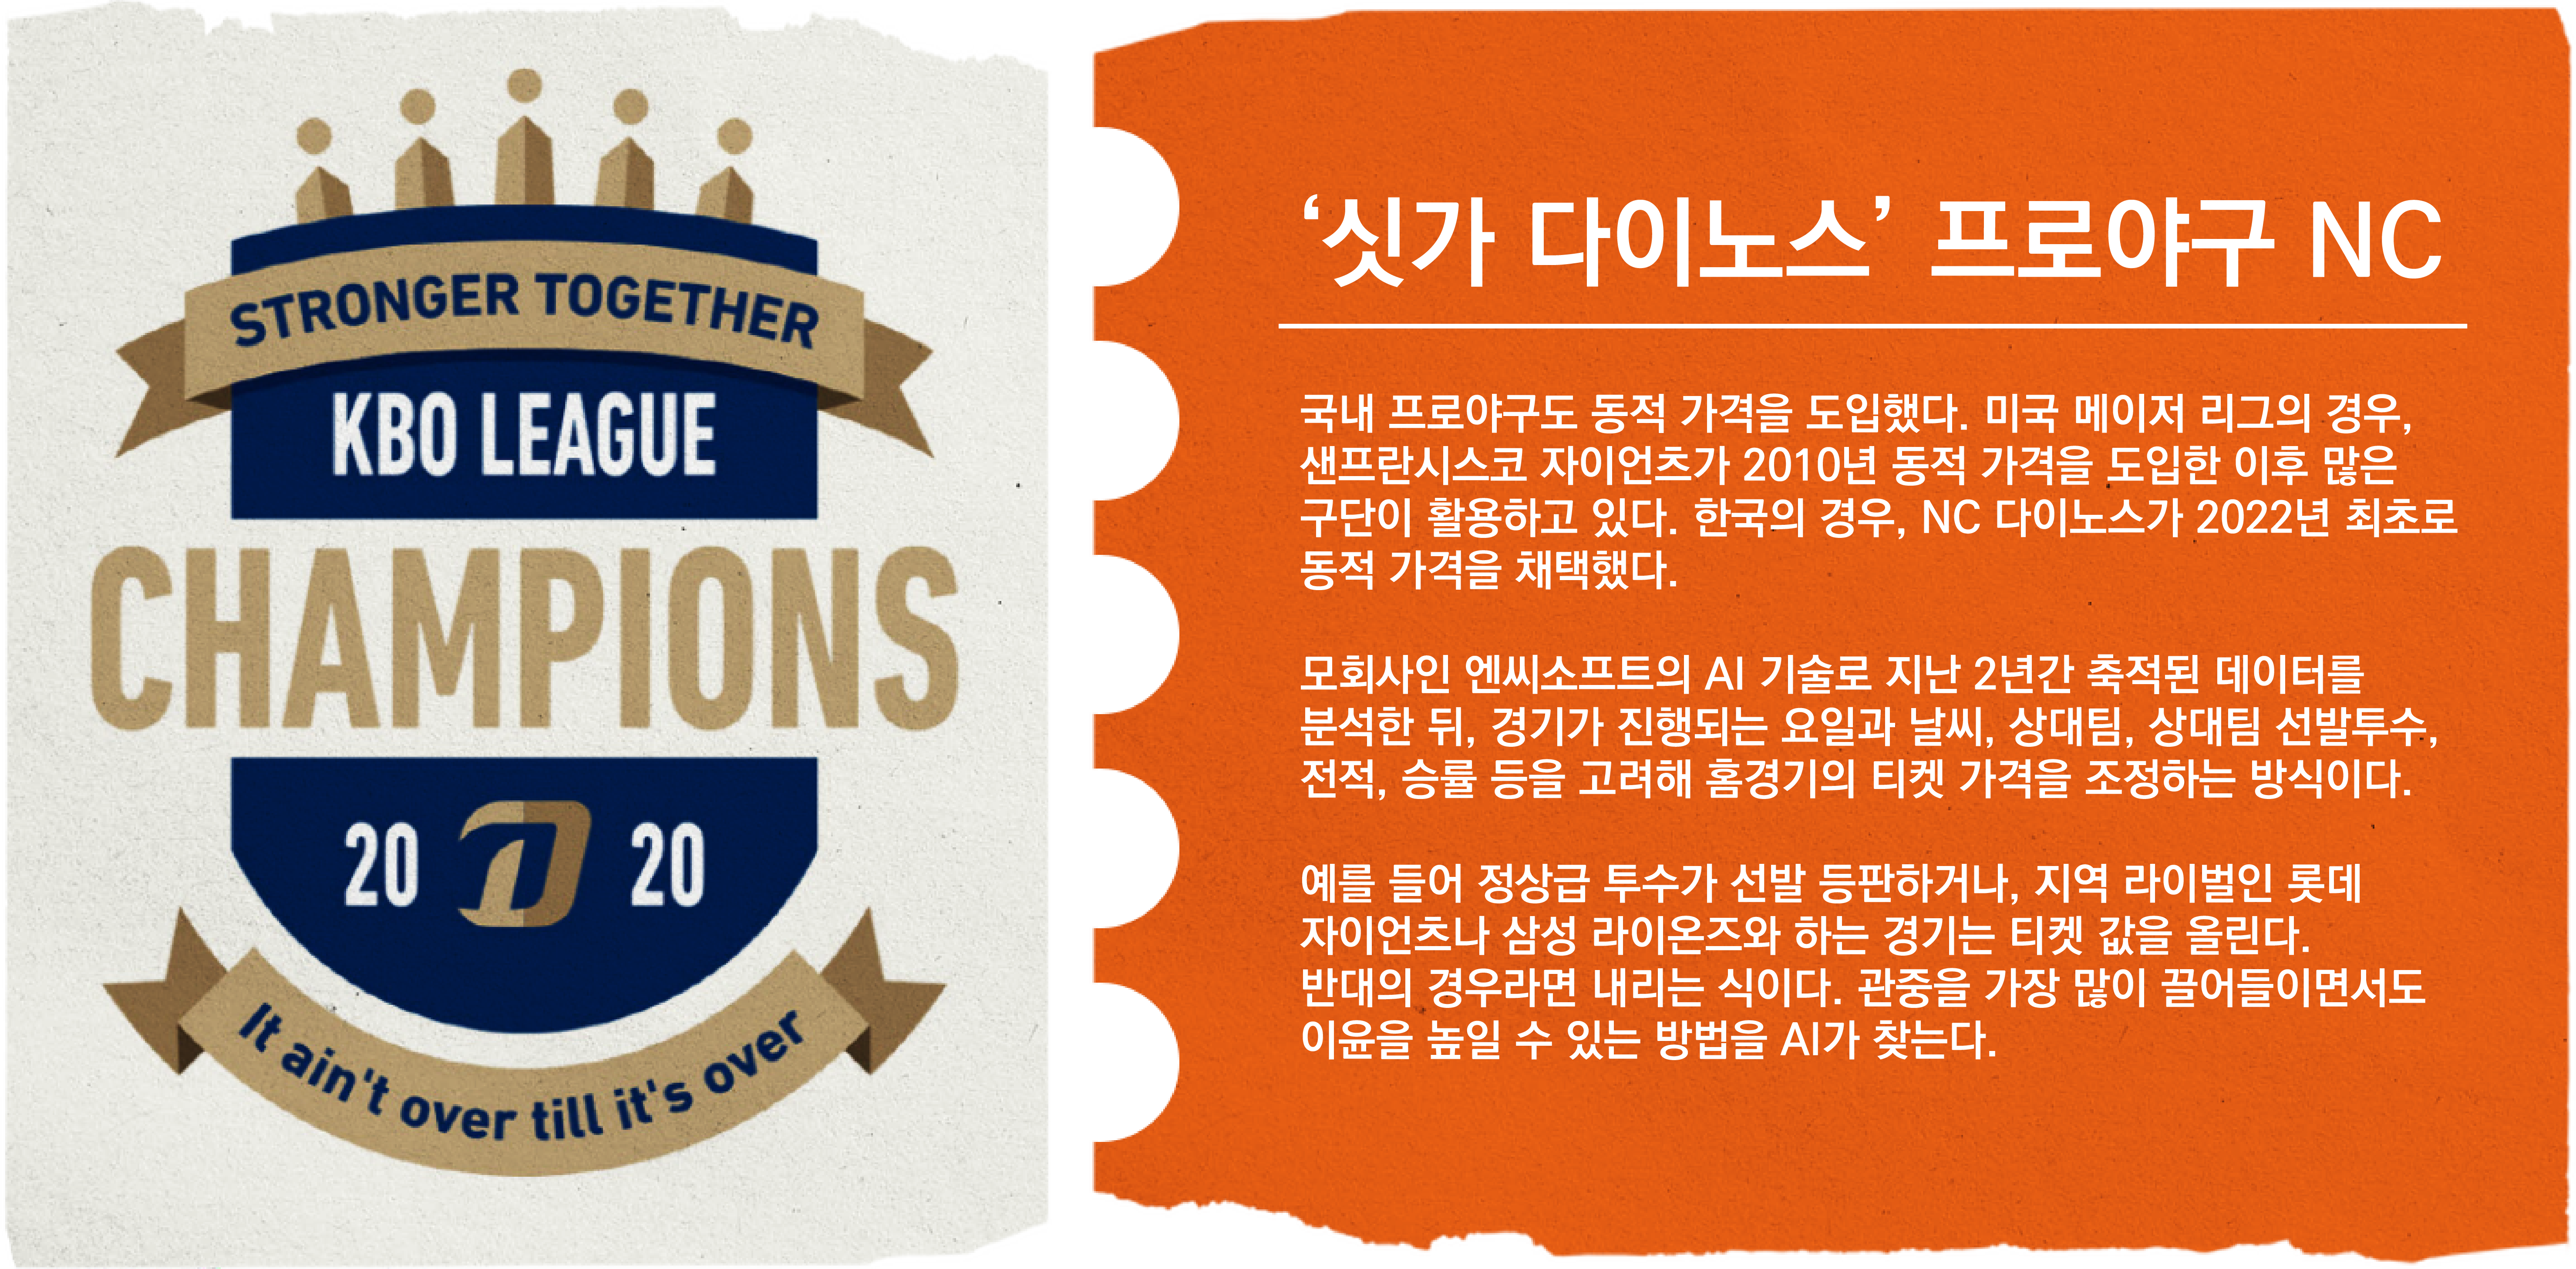 STRONGER TOGETHER
KBO LEAGUE
CHAMPIONS
20 20
It ain't over till it's over
‘싯가 다이노스’ 프로야구 NC
국내 프로야구도 동적 가격을 도입했다. 미국 메이저 리그의 경우,
샌프란시스코 자이언츠가 2010년 동적 가격을 도입한 이후 많은
구단이 활용하고 있다. 한국의 경우, NC 다이노스가 2022년 최초로
동적 가격을 채택했다.
모회사인 엔씨소프트의 AI 기술로 지난 2년간 축적된 데이터를
분석한 뒤, 경기가 진행되는 요일과 날씨, 상대팀, 상대팀 선발투수,
전적, 승률 등을 고려해 홈경기의 티켓 가격을 조정하는 방식이다.
예를 들어 정상급 투수가 선발 등판하거나, 지역 라이벌인 롯데
자이언츠나 삼성 라이온즈와 하는 경기는 티켓 값을 올린다.
반대의 경우라면 내리는 식이다. 관중을 가장 많이 끌어들이면서도
이윤을 높일 수 있는 방법을 AI가 찾는다.